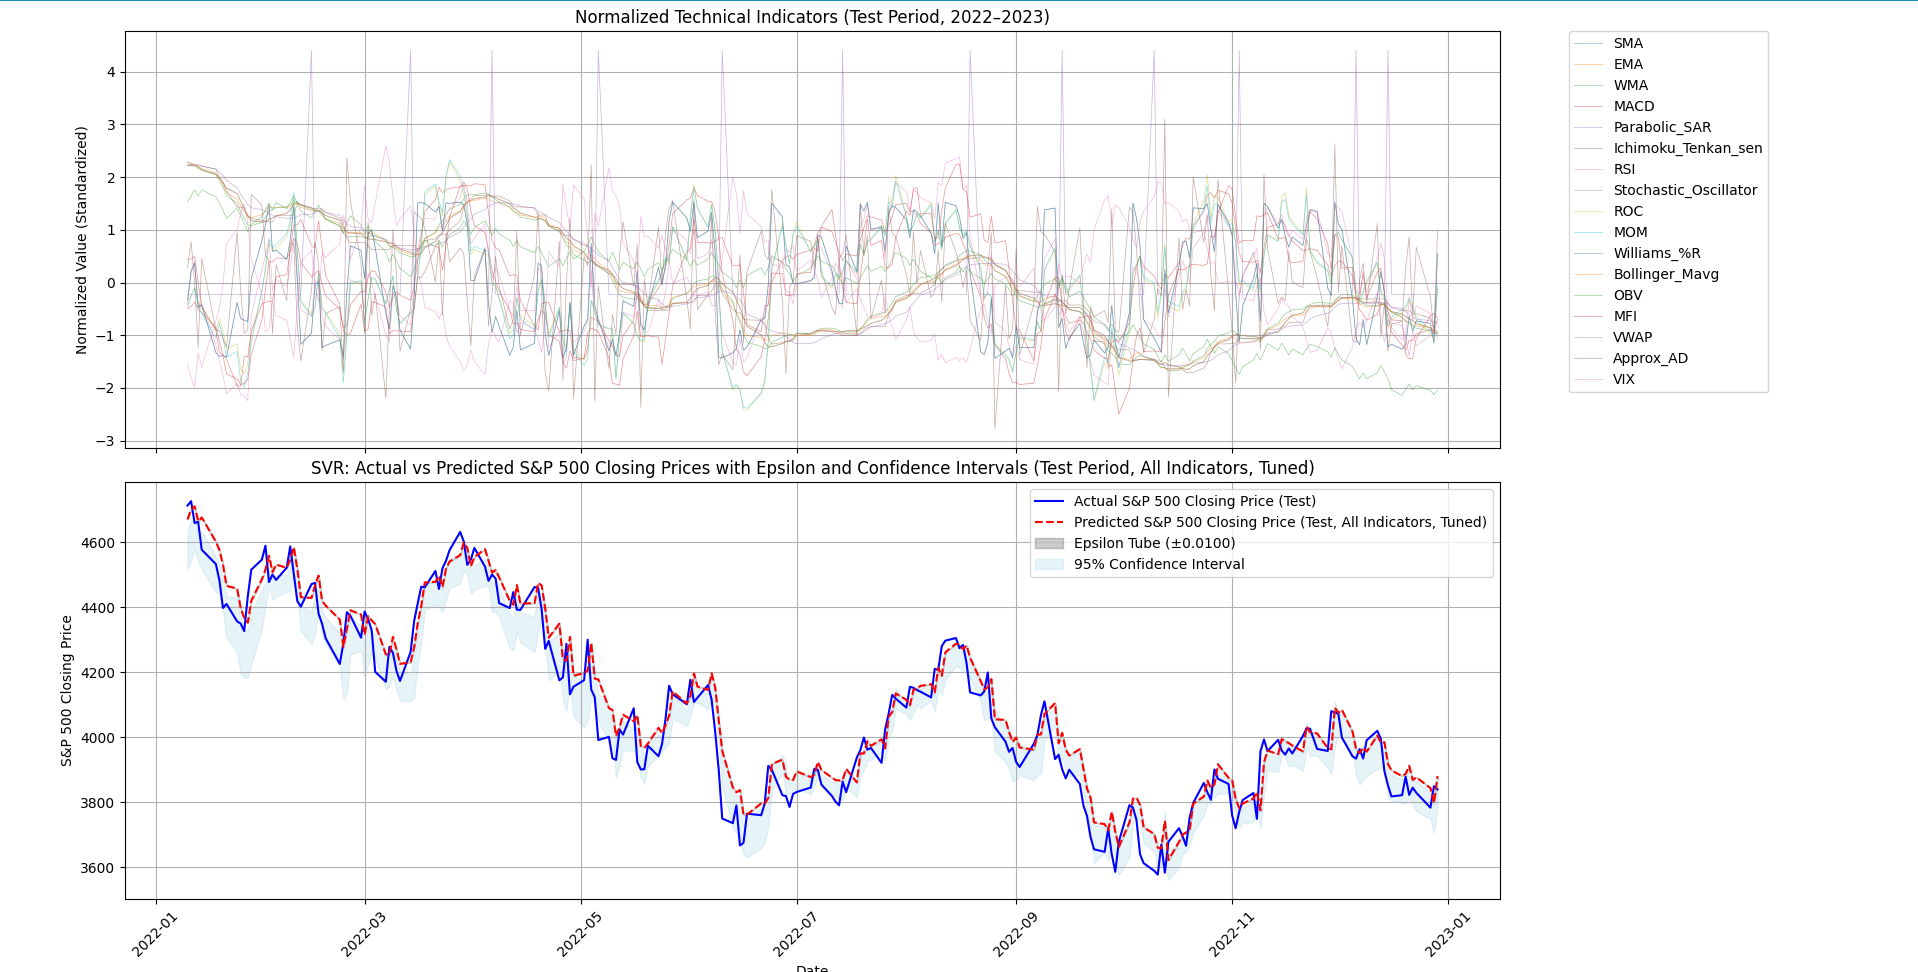 Normalized Technical Indicators (Test Period, 2022–2023)
Normalized Value (Standardized)
4
3
2
1
0
−1
−2
−3
SMA
EMA
WMA
MACD
Parabolic_SAR
Ichimoku_Tenkan_sen
RSI
Stochastic_Oscillator
ROC
MOM
Williams_%R
Bollinger_Mavg
OBV
MFI
VWAP
Approx_AD
VIX
SVR: Actual vs Predicted S&P 500 Closing Prices with Epsilon and Confidence Intervals (Test Period, All Indicators, Tuned)
S&P 500 Closing Price
4600
4400
4200
4000
3800
3600
Actual S&P 500 Closing Price (Test)
Predicted S&P 500 Closing Price (Test, All Indicators, Tuned)
Epsilon Tube (±0.0100)
95% Confidence Interval
2022-01
2022-03
2022-05
2022-07
2022-09
2022-11
2023-01
Date